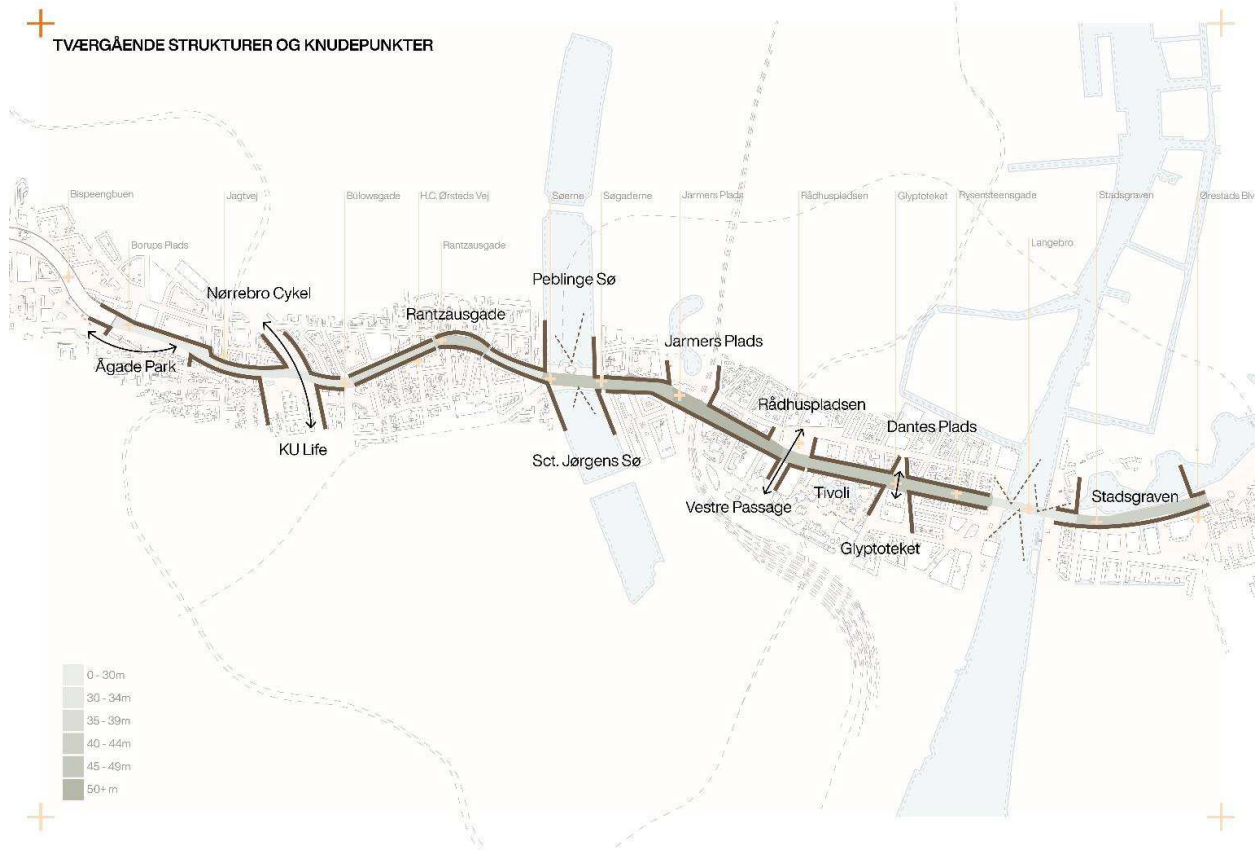 TVÆRGÅENDE STRUKTURER OG KNUDEPUNKTER
Bispeengbuen
Jagtvej
Bülowsgade
H.C. Ørsteds Vej
Søerne
Søgaderne
Jarmers Plads
Rådhuspladsen
Glyptoteket
Rysensteensgade
Stadsgraven
Ørestads Blv
Borups Plads
Rantzausgade
Langebro
Peblinge Sø
Nørrebro Cykel
Rantzausgade
Jarmers Plads
Ågade Park
Rådhuspladsen
Dantes Plads
KU Life
Sct. Jørgens Sø
Tivoli
Stadsgraven
Vestre Passage
Glyptoteket
0 - 30m
30 - 34m
35 - 39m
40 - 44m
45 - 49m
50+ m